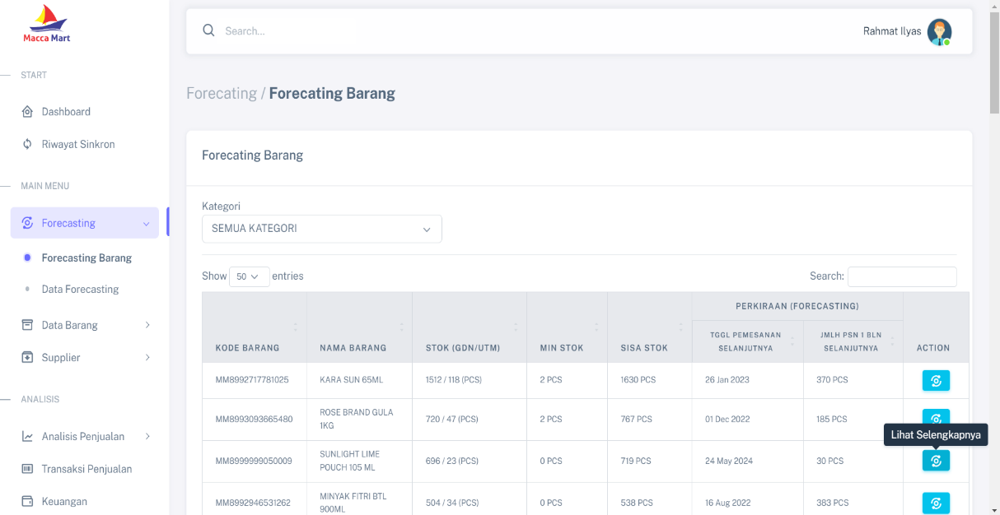 Macca Mart
Search...
Rahmat Ilyas
START
Dashboard
Riwayat Sinkron
MAIN MENU
Forecasting
Forecasting Barang
Data Forecasting
Data Barang
Supplier
ANALISIS
Analisis Penjualan
Transaksi Penjualan
Keuangan
Forecating / Forecating Barang
Forecating Barang
Kategori
SEMUA KATEGORI
Show 50 entries
Search:
PERKIRAAN (FORECASTING)
KODE BARANG NAMA BARANG STOK (GDN/UTM) MIN STOK SISA STOK TGGL PEMESANAN SELANJUTNYA JMLH PSN 1 BLN SELANJUTNYA ACTION
MM8992717781025 KARA SUN 65ML 1512 / 118 (PCS) 2 PCS 1630 PCS 26 Jan 2023 370 PCS
MM8993093665480 ROSE BRAND GULA 1KG 720 / 47 (PCS) 2 PCS 767 PCS 01 Dec 2022 185 PCS
Lihat Selengkapnya
MM89999990500​09 SUNLIGHT LIME POUCH 105 ML 696 / 23 (PCS) 0 PCS 719 PCS 24 May 2024 30 PCS
MM8992946531262 MINYAK FITRI BTL 900ML 504 / 34 (PCS) 0 PCS 538 PCS 16 Aug 2022 383 PCS